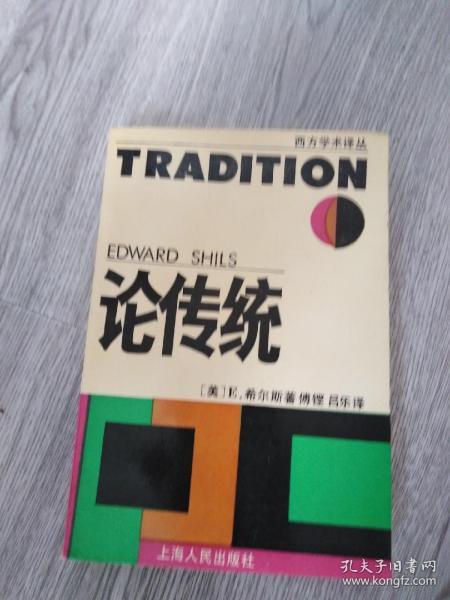 西方学术译丛
TRADITION
EDWARD SHILS
论传统
〔美〕E.希尔斯著 傅铿 吕乐译
上海人民出版社
孔夫子旧书网
www.kongfz.com